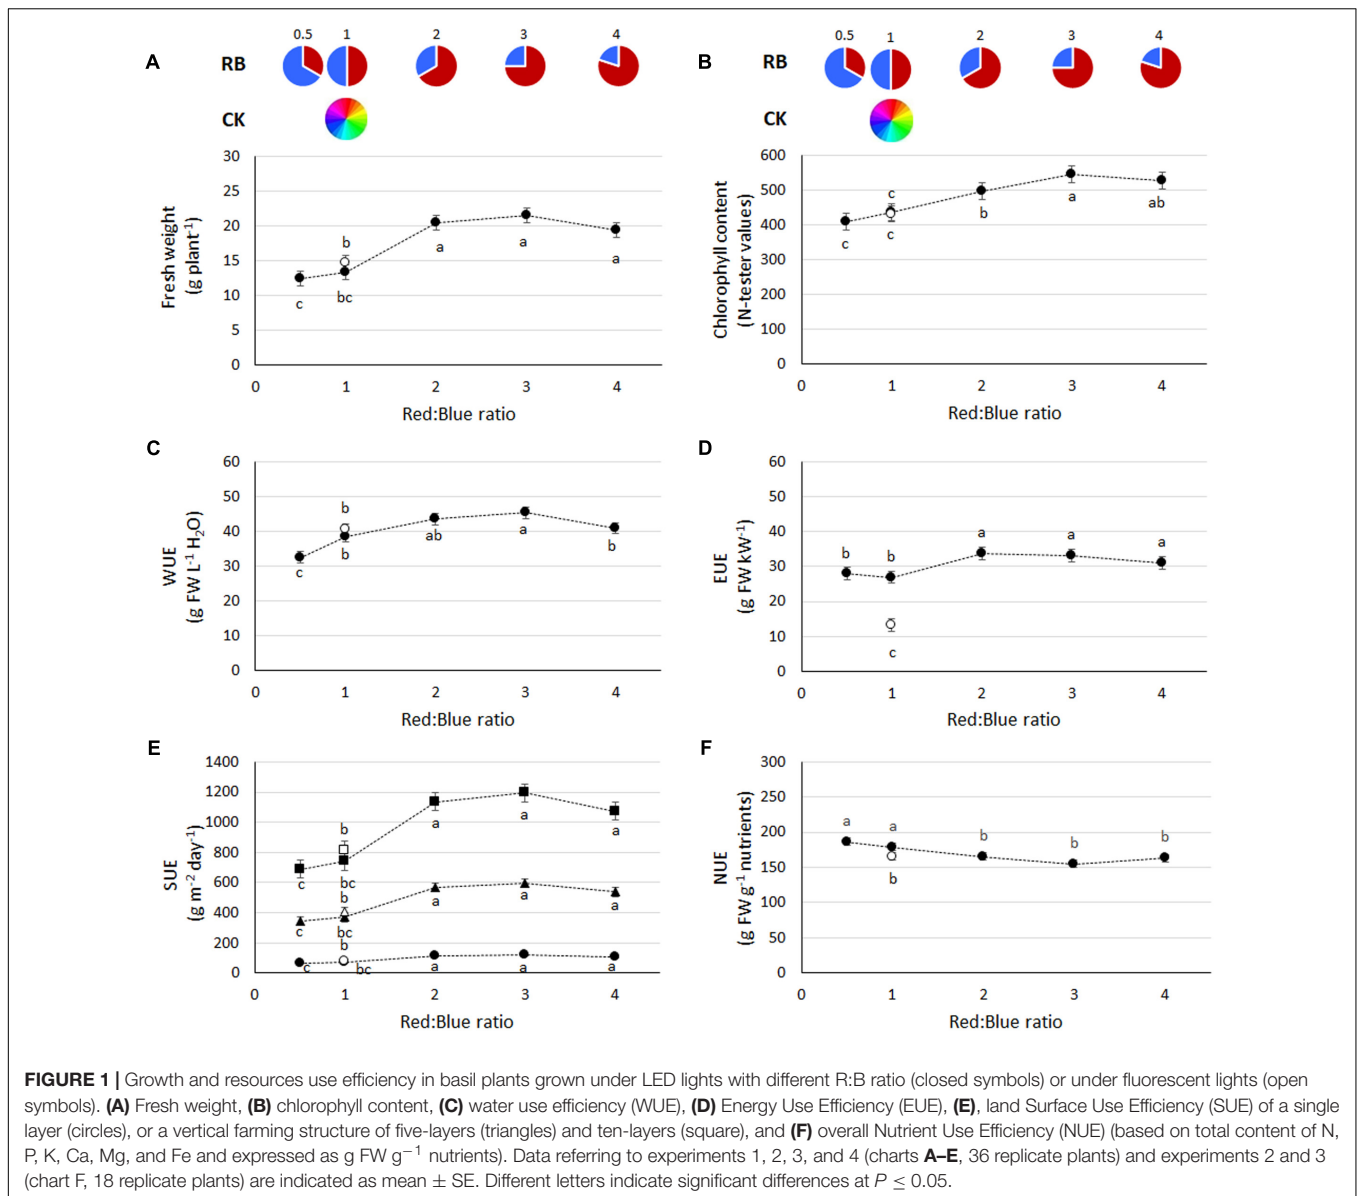 A
RB
0.5 1 2 3 4
CK
30
25
20
15
10
5
0
Fresh weight
(g plant-1)
c b bc a a a
0 1 2 3 4
Red:Blue ratio
B
RB
0.5 1 2 3 4
CK
600
500
400
300
200
100
0
Chlorophyll content
(N-tester values)
c c c b a ab
0 1 2 3 4
Red:Blue ratio
C
60
50
40
30
20
10
0
WUE
(g FW L-1 H2O)
c b b ab a b
0 1 2 3 4
Red:Blue ratio
D
60
50
40
30
20
10
0
EUE
(g FW kW-1)
b b c a a a
0 1 2 3 4
Red:Blue ratio
E
1400
1200
1000
800
600
400
200
0
SUE
(g m-2 day-1)
c b bc a a a
c b bc a a a
c b bc a a a
0 1 2 3 4
Red:Blue ratio
F
300
250
200
150
100
50
0
NUE
(g FW g-1 nutrients)
a a b b b b
0 1 2 3 4
Red:Blue ratio
FIGURE 1 | Growth and resources use efficiency in basil plants grown under LED lights with different R:B ratio (closed symbols) or under fluorescent lights (open
symbols). (A) Fresh weight, (B) chlorophyll content, (C) water use efficiency (WUE), (D) Energy Use Efficiency (EUE), (E), land Surface Use Efficiency (SUE) of a single
layer (circles), or a vertical farming structure of five-layers (triangles) and ten-layers (square), and (F) overall Nutrient Use Efficiency (NUE) (based on total content of N,
P, K, Ca, Mg, and Fe and expressed as g FW g−1 nutrients). Data referring to experiments 1, 2, 3, and 4 (charts A–E, 36 replicate plants) and experiments 2 and 3
(chart F, 18 replicate plants) are indicated as mean ± SE. Different letters indicate significant differences at P ≤ 0.05.